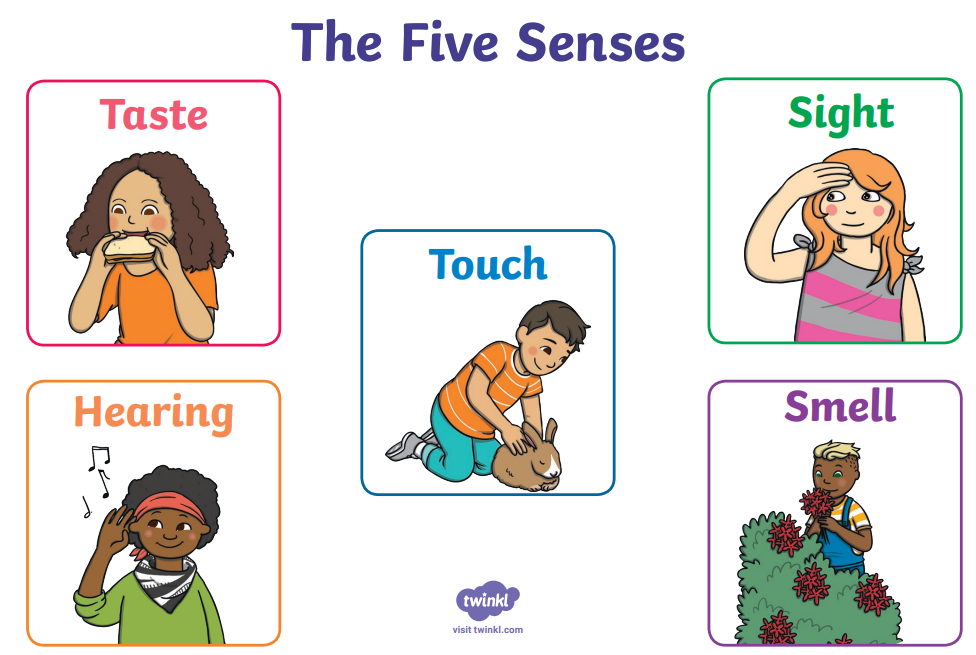 The Five Senses
Taste
Sight
Touch
Hearing
Smell
twinkl
visit twinkl.com